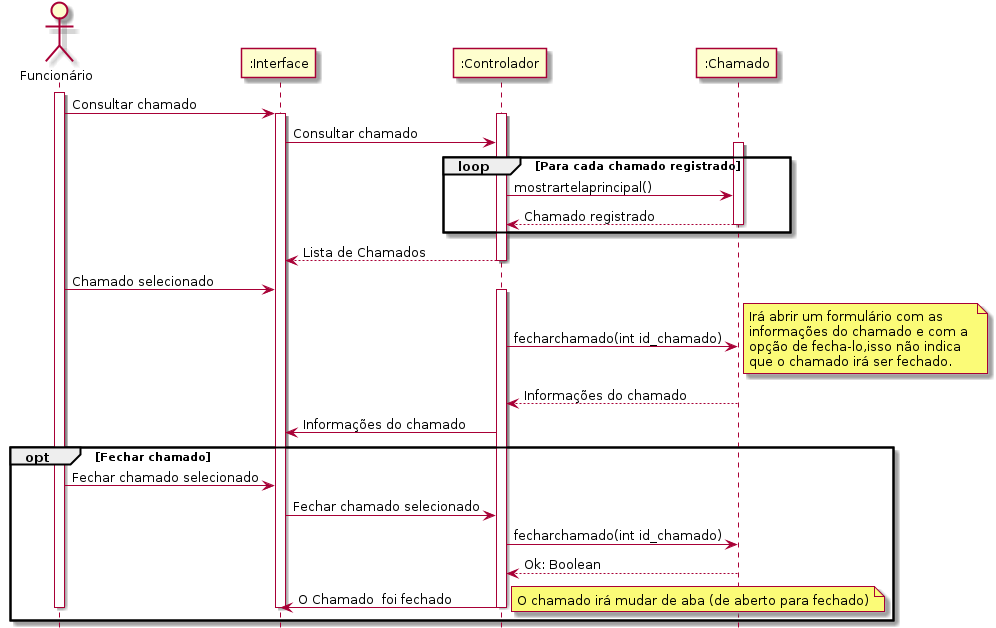 Funcionário
:Interface
:Controlador
:Chamado
Consultar chamado
Consultar chamado
loop
[Para cada chamado registrado]
mostrartelaprincipal()
Chamado registrado
Lista de Chamados
Chamado selecionado
Irá abrir um formulário com as
informações do chamado e com a
opção de fecha-lo,isso não indica
que o chamado irá ser fechado.
fecharchamado(int id_chamado)
Informações do chamado
Informações do chamado
opt
[Fechar chamado]
Fechar chamado selecionado
Fechar chamado selecionado
fecharchamado(int id_chamado)
Ok: Boolean
O Chamado  foi fechado
O chamado irá mudar de aba (de aberto para fechado)